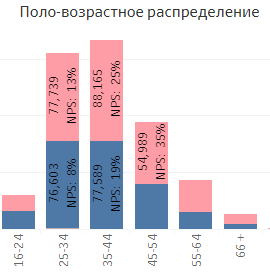 Поло-возрастное распределение
77,739
NPS: 13%
76,603
NPS: 8%
88,165
NPS: 25%
77,589
NPS: 19%
54,989
NPS: 35%
16-24
25-34
35-44
45-54
55-64
66 +